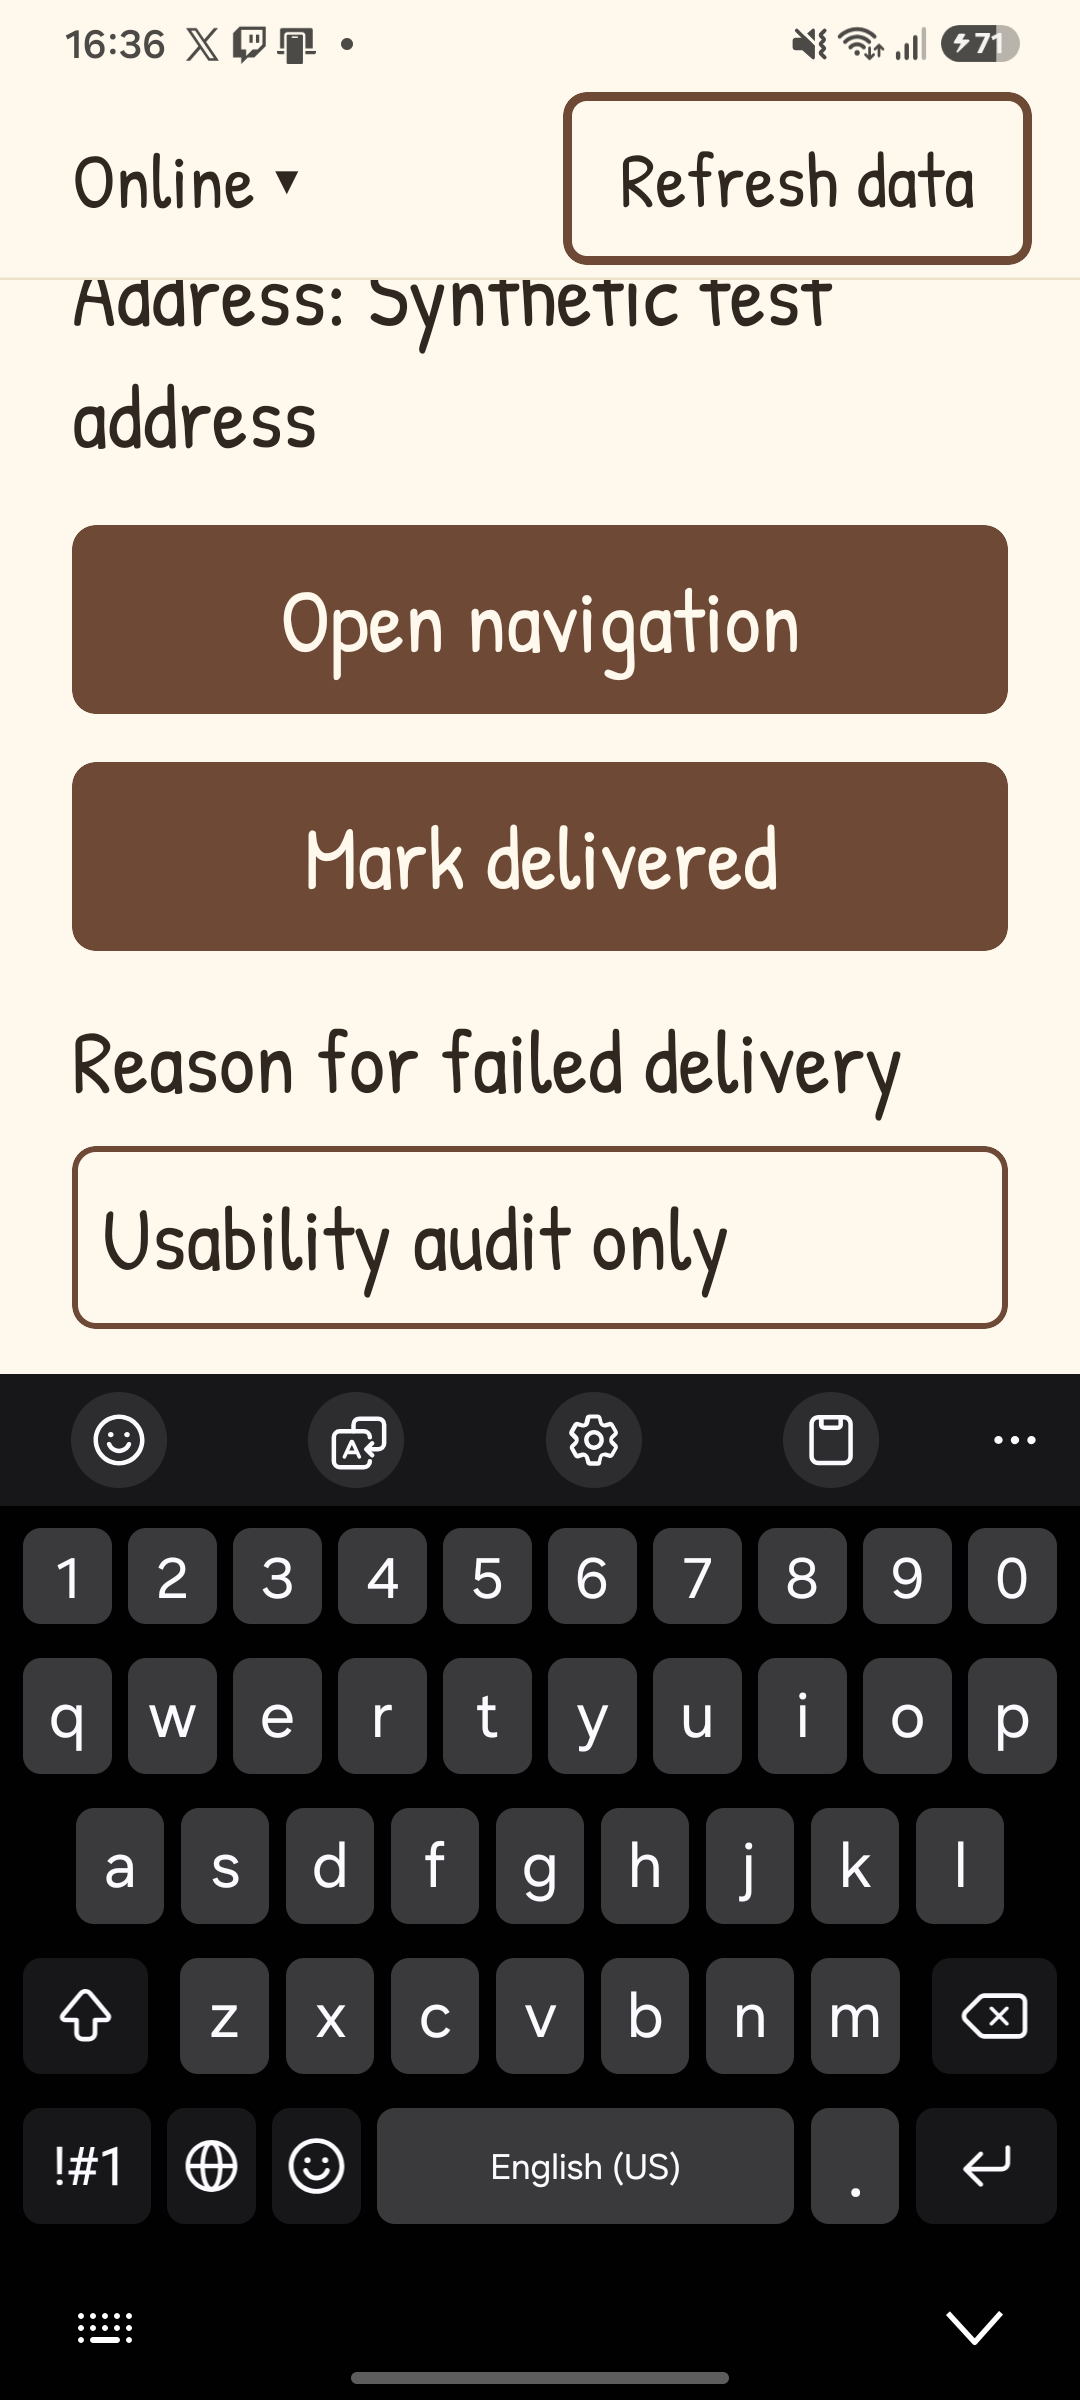 16:36
71
Online ▼
Refresh data
Address: Synthetic test
address
Open navigation
Mark delivered
Reason for failed delivery
Usability audit only
1 2 3 4 5 6 7 8 9 0
q w e r t y u i o p
a s d f g h j k l
z x c v b n m
!#1 English (US) .